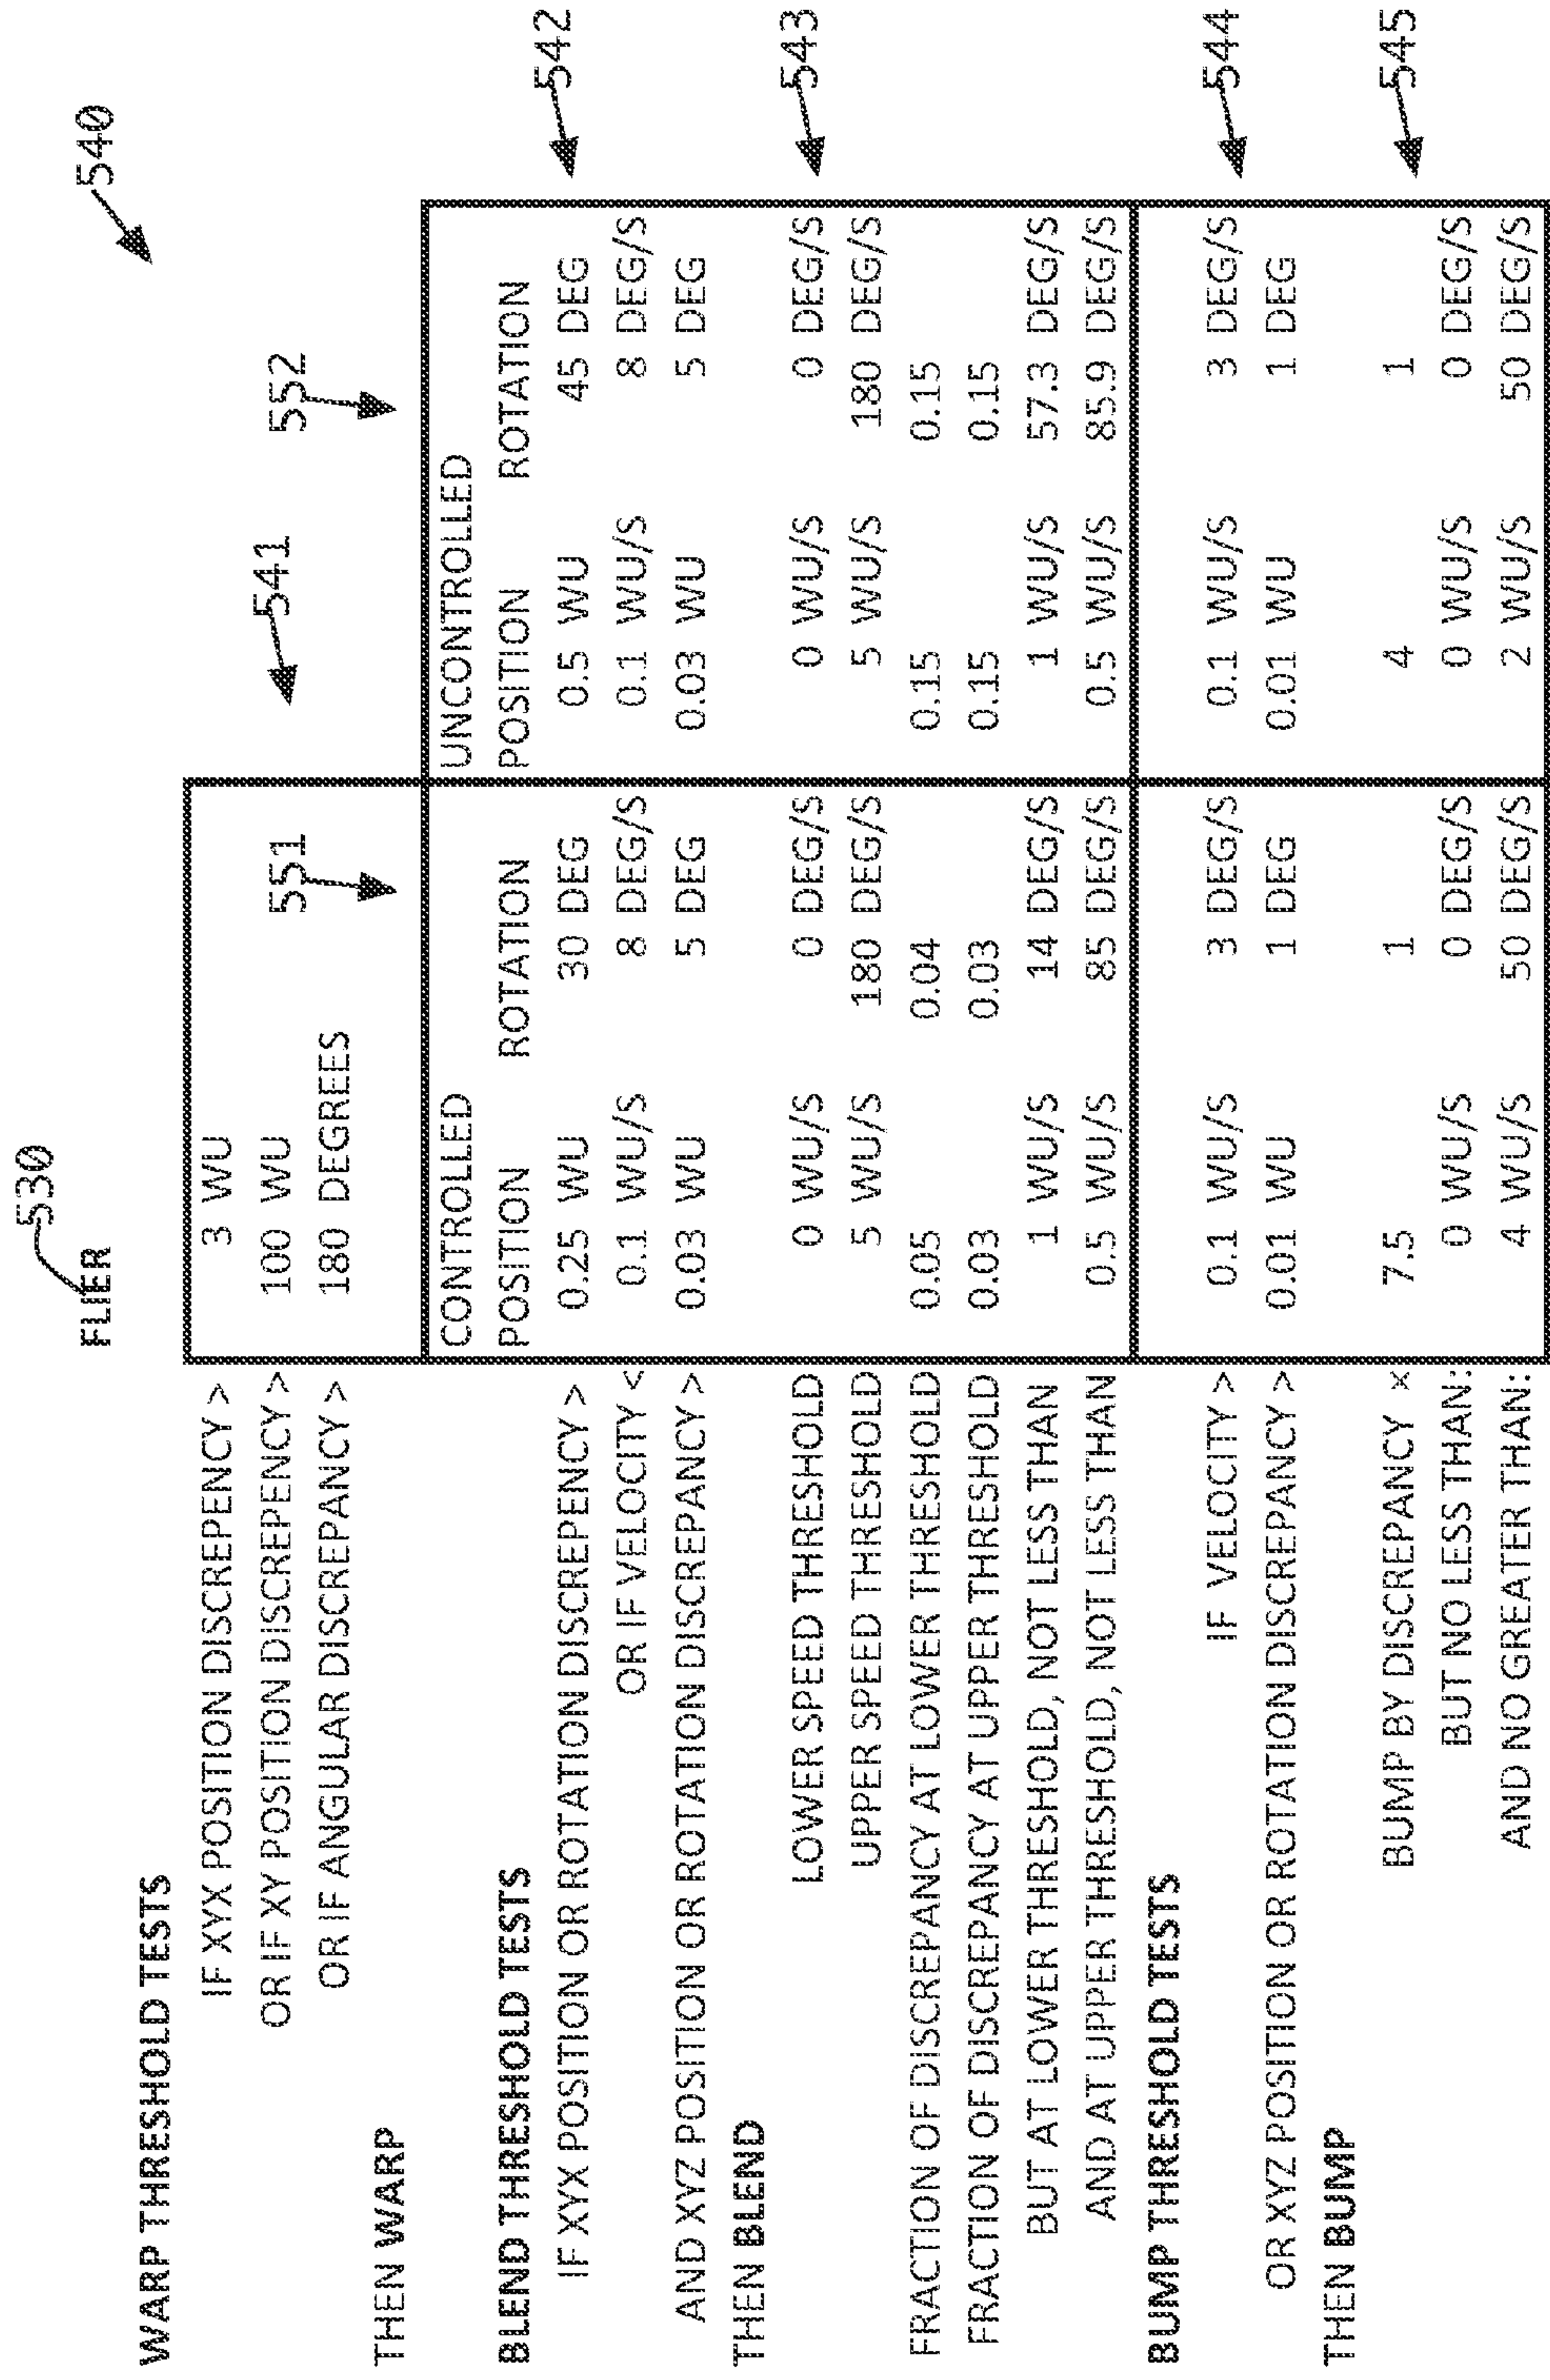 530
FLIER
540
WARP THRESHOLD TESTS
IF XYX POSITION DISCREPENCY > 3 WU
OR IF XY POSITION DISCREPENCY > 100 WU
OR IF ANGULAR DISCREPANCY > 180 DEGREES
541
551
552
THEN WARP
CONTROLLED UNCONTROLLED
BLEND THRESHOLD TESTS POSITION ROTATION POSITION ROTATION
IF XYX POSITION OR ROTATION DISCREPENCY > 0.25 WU 30 DEG 0.5 WU 45 DEG 542
OR IF VELOCITY < 0.1 WU/S 8 DEG/S 0.1 WU/S 8 DEG/S
AND XYZ POSITION OR ROTATION DISCREPANCY > 0.03 WU 5 DEG 0.03 WU 5 DEG
THEN BLEND
LOWER SPEED THRESHOLD 0 WU/S 0 DEG/S 0 WU/S 0 DEG/S 543
UPPER SPEED THRESHOLD 5 WU/S 180 DEG/S 5 WU/S 180 DEG/S
FRACTION OF DISCREPANCY AT LOWER THRESHOLD 0.05 0.04 0.15 0.15
FRACTION OF DISCREPANCY AT UPPER THRESHOLD 0.03 0.03 0.15 0.15
BUT AT LOWER THRESHOLD, NOT LESS THAN 1 WU/S 14 DEG/S 1 WU/S 57.3 DEG/S
AND AT UPPER THRESHOLD, NOT LESS THAN 0.5 WU/S 85 DEG/S 0.5 WU/S 85.9 DEG/S
BUMP THRESHOLD TESTS
IF VELOCITY > 0.1 WU/S 3 DEG/S 0.1 WU/S 3 DEG/S 544
OR XYZ POSITION OR ROTATION DISCREPANCY > 0.01 WU 1 DEG 0.01 WU 1 DEG
THEN BUMP
BUMP BY DISCREPANCY × 7.5 1 4 1 545
BUT NO LESS THAN: 0 WU/S 0 DEG/S 0 WU/S 0 DEG/S
AND NO GREATER THAN: 4 WU/S 50 DEG/S 2 WU/S 50 DEG/S